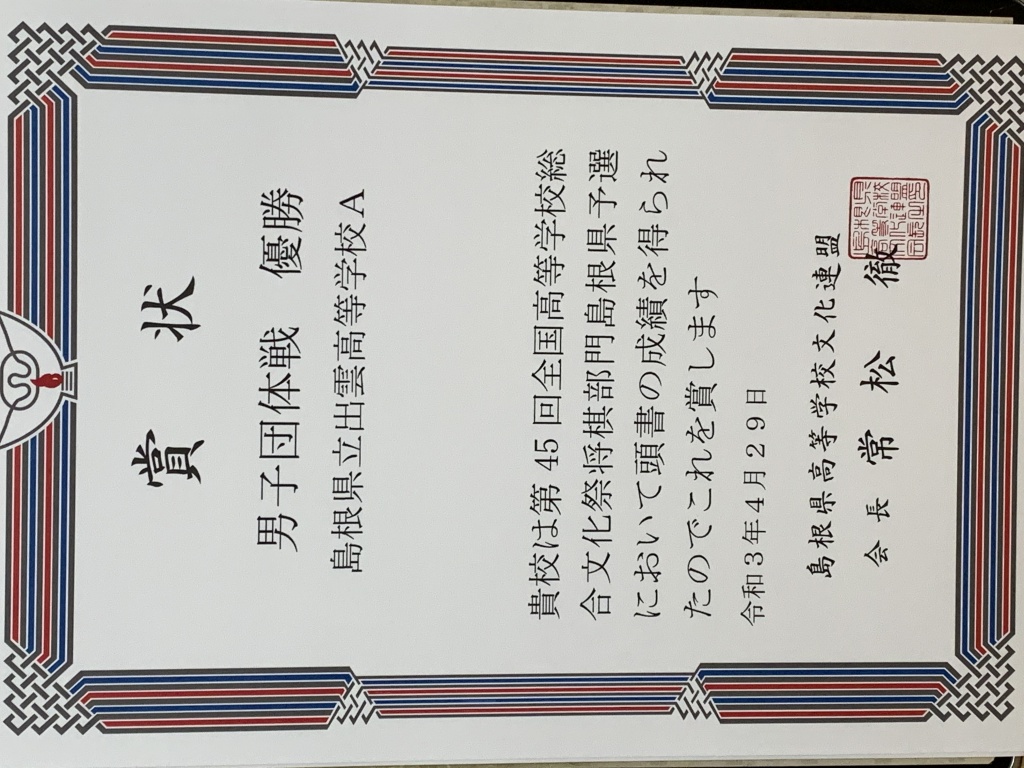 賞 状
男子団体戦 優勝
島根県立出雲高等学校A
貴校は第45回全国高等学校総
合文化祭将棋部門島根県予選
において頭書の成績を得られ
たのでこれを賞します
令和3年4月29日
島根県高等学校文化連盟
会長 常松 徹